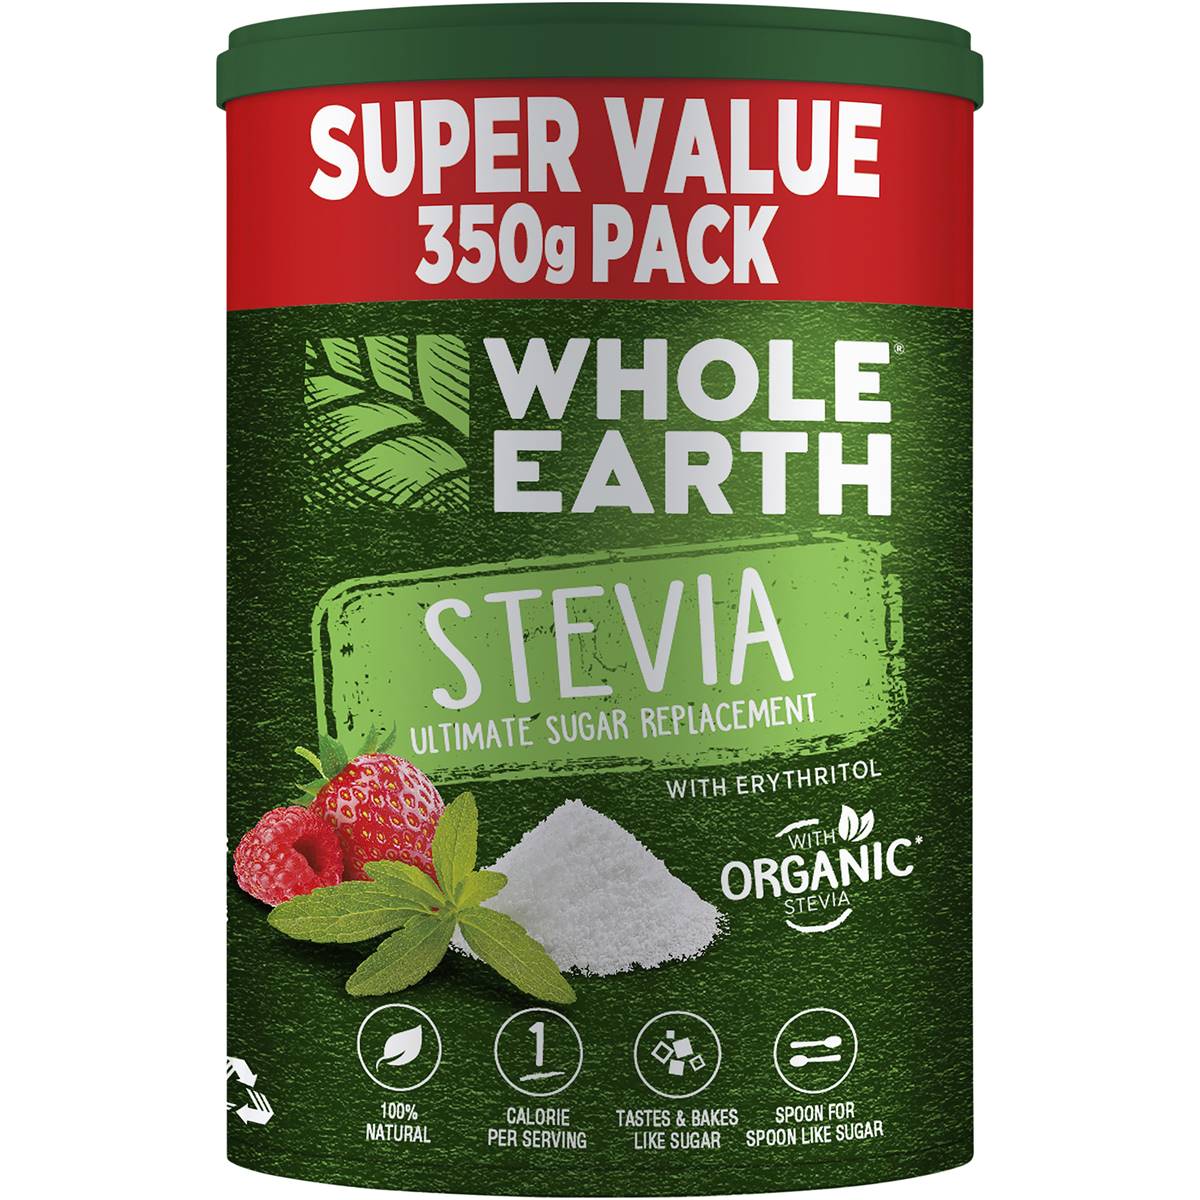 SUPER VALUE
350g PACK
WHOLE®
EARTH
STEVIA
ULTIMATE SUGAR REPLACEMENT
WITH ERYTHRITOL
WITH
ORGANIC*
STEVIA
100%
NATURAL
1
CALORIE
PER SERVING
TASTES & BAKES
LIKE SUGAR
SPOON FOR
SPOON LIKE SUGAR